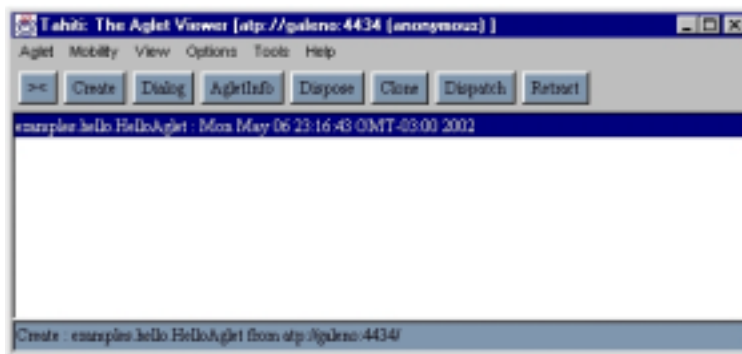 Tahiti: The Aglet Viewer [atp://galeno:4434 (anonymous) ]
Aglet Mobility View Options Tools Help
>< Create Dialog AgletInfo Dispose Clone Dispatch Retract
examples.hello.HelloAglet : Mon May 06 23:16:43 GMT-03:00 2002
Create : examples.hello.HelloAglet from atp://galeno:4434/